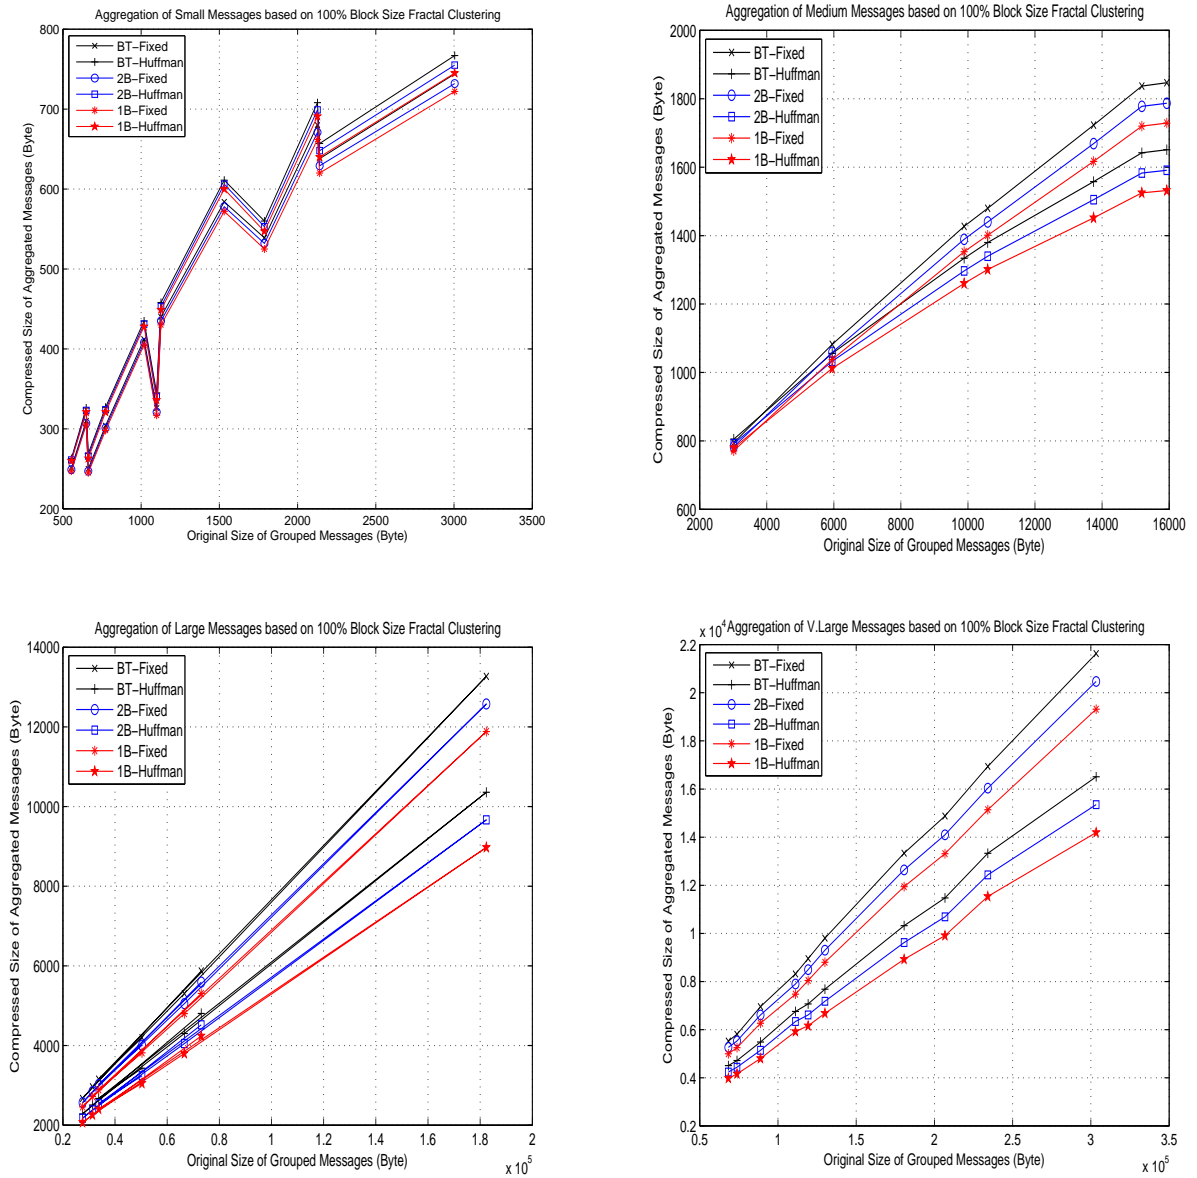 Aggregation of Small Messages based on 100% Block Size Fractal Clustering
800
700
600
500
400
300
200
Compressed Size of Aggregated Messages (Byte)
BT-Fixed
BT-Huffman
2B-Fixed
2B-Huffman
1B-Fixed
1B-Huffman
500 1000 1500 2000 2500 3000 3500
Original Size of Grouped Messages (Byte)
Aggregation of Medium Messages based on 100% Block Size Fractal Clustering
2000
1800
1600
1400
1200
1000
800
600
Compressed Size of Aggregated Messages (Byte)
BT-Fixed
BT-Huffman
2B-Fixed
2B-Huffman
1B-Fixed
1B-Huffman
2000 4000 6000 8000 10000 12000 14000 16000
Original Size of Grouped Messages (Byte)
Aggregation of Large Messages based on 100% Block Size Fractal Clustering
14000
12000
10000
8000
6000
4000
2000
Compressed Size of Aggregated Messages (Byte)
BT-Fixed
BT-Huffman
2B-Fixed
2B-Huffman
1B-Fixed
1B-Huffman
0.2 0.4 0.6 0.8 1 1.2 1.4 1.6 1.8 2
Original Size of Grouped Messages (Byte)
x 10^5
x 10^4 Aggregation of V.Large Messages based on 100% Block Size Fractal Clustering
2.2
2
1.8
1.6
1.4
1.2
1
0.8
0.6
0.4
0.2
Compressed Size of Aggregated Messages (Byte)
BT-Fixed
BT-Huffman
2B-Fixed
2B-Huffman
1B-Fixed
1B-Huffman
0.5 1 1.5 2 2.5 3 3.5
Original Size of Grouped Messages (Byte)
x 10^5